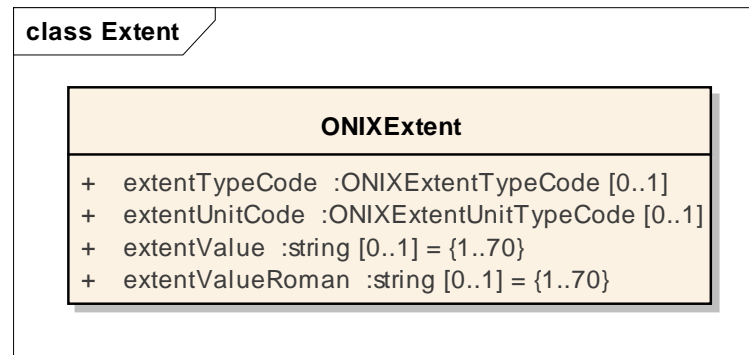 class Extent
ONIXExtent
+ extentTypeCode :ONIXExtentTypeCode [0..1]
+ extentUnitCode :ONIXExtentUnitTypeCode [0..1]
+ extentValue :string [0..1] = {1..70}
+ extentValueRoman :string [0..1] = {1..70}